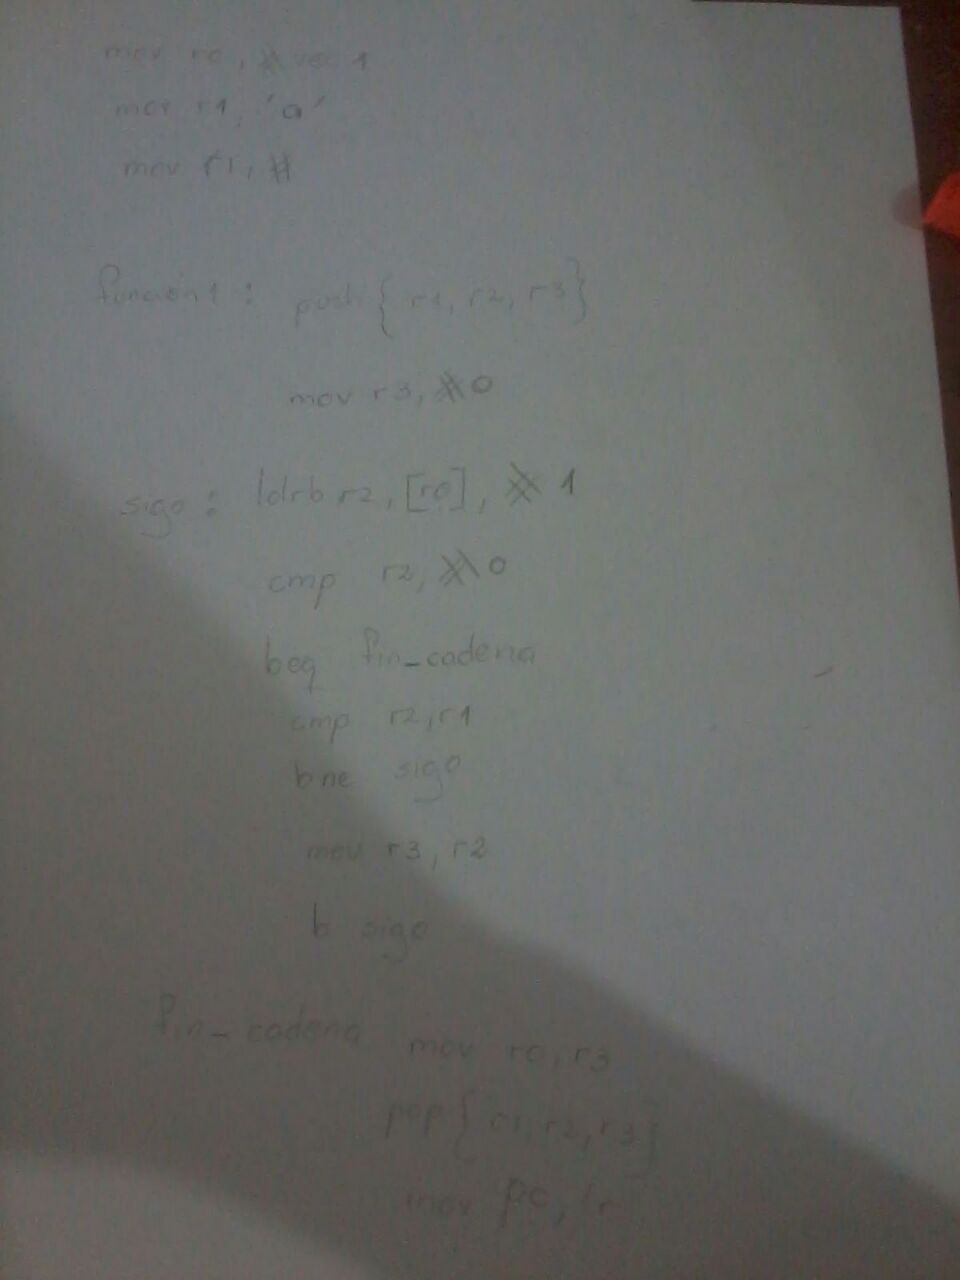 mov r0, # vec 1
mov r1, 'a'
mov r1, #
funcion1 : push { r1, r2, r3 }
mov r3, #0
sigo : ldrb r2, [r0], # 1
cmp r2, #0
beq fin_cadena
cmp r2, r1
bne sigo
mov r3, r2
b sigo
fin_cadena mov r0, r3
pop { r1, r2, r3 }
mov pc, lr